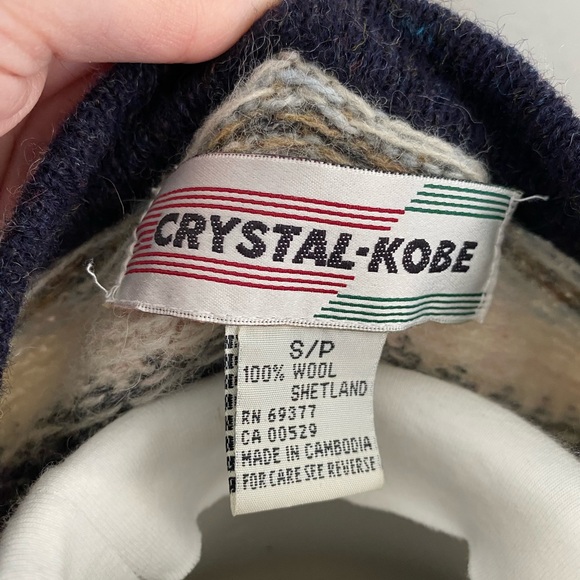 CRYSTAL-KOBE
S/P
100% WOOL
SHETLAND
RN 69377
CA 00529
MADE IN CAMBODIA
FOR CARE SEE REVERSE